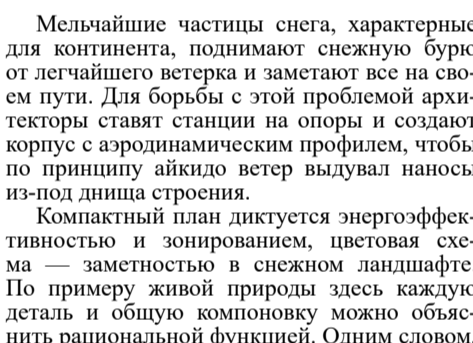 Мельчайшие частицы снега, характерные
для континента, поднимают снежную бурю
от легчайшего ветерка и заметают все на сво-
ем пути. Для борьбы с этой проблемой архи-
текторы ставят станции на опоры и создают
корпус с аэродинамическим профилем, чтобы
по принципу айкидо ветер выдувал наносы
из-под днища строения.
Компактный план диктуется энергоэффек-
тивностью и зонированием, цветовая схе-
ма — заметностью в снежном ландшафте
По примеру живой природы здесь каждую
деталь и общую компоновку можно объяс-
нить рациональной функцией. Одним словом,